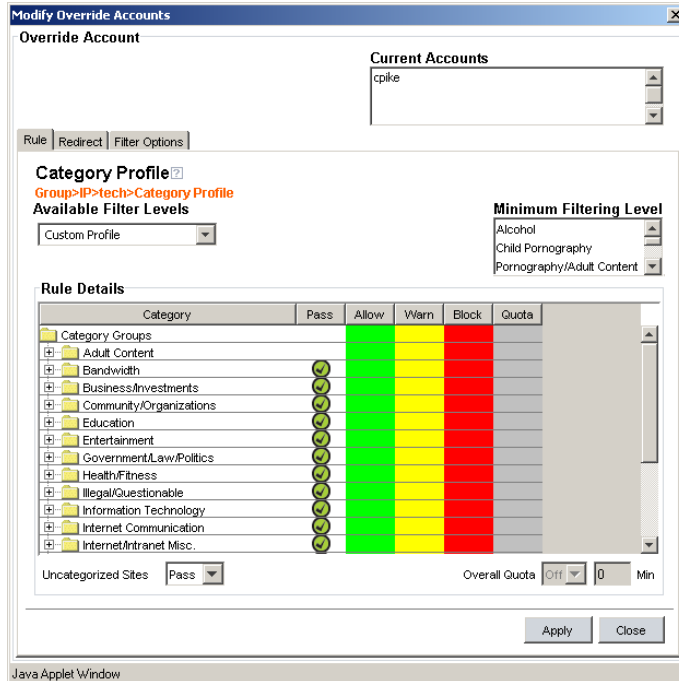 Modify Override Accounts
Override Account
Current Accounts
cpike
Rule Redirect Filter Options
Category Profile ?
Group>IP>tech>Category Profile
Available Filter Levels
Minimum Filtering Level
Custom Profile
Alcohol
Child Pornography
Pornography/Adult Content
Rule Details
Category Pass Allow Warn Block Quota
Category Groups
Adult Content
Bandwidth
Business/Investments
Community/Organizations
Education
Entertainment
Government/Law/Politics
Health/Fitness
Illegal/Questionable
Information Technology
Internet Communication
Internet/Intranet Misc.
Uncategorized Sites Pass Overall Quota Off 0 Min
Apply Close
Java Applet Window